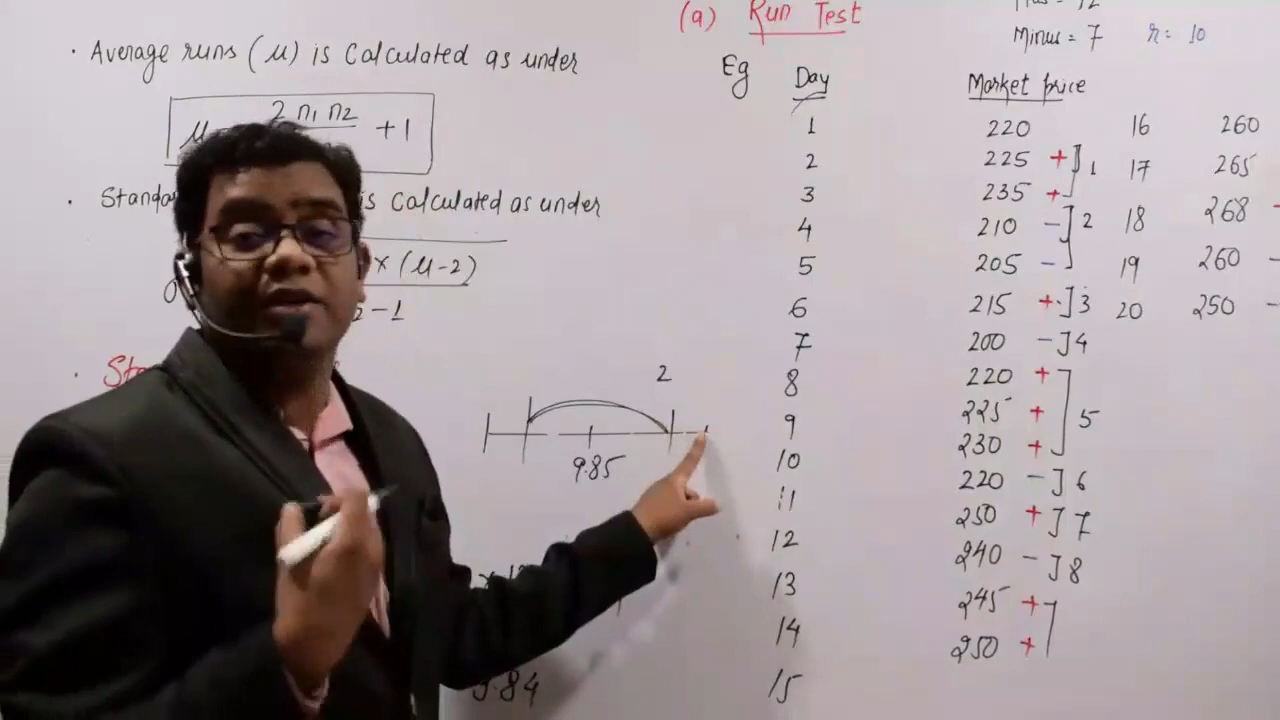 (a) Run Test
Minus = 7 r = 10
• Average runs (μ) is Calculated as under
2 n1 n2
μ + 1
• is Calculated as under
× (μ-2)
- 1
•
2
9.85
9.84
Eg Day Market price
1 220 16 260
2 225 + ] 1 17 265
3 235 + 18 268
4 210 - ] 2 19 260 -
5 205 - 20 250 -
6 215 + ] 3
7 200 - ] 4
8 220 +
9 225 + ] 5
10 230 +
11 220 - ] 6
12 250 + ] 7
13 240 - ] 8
14 245 + ]
15 250 +